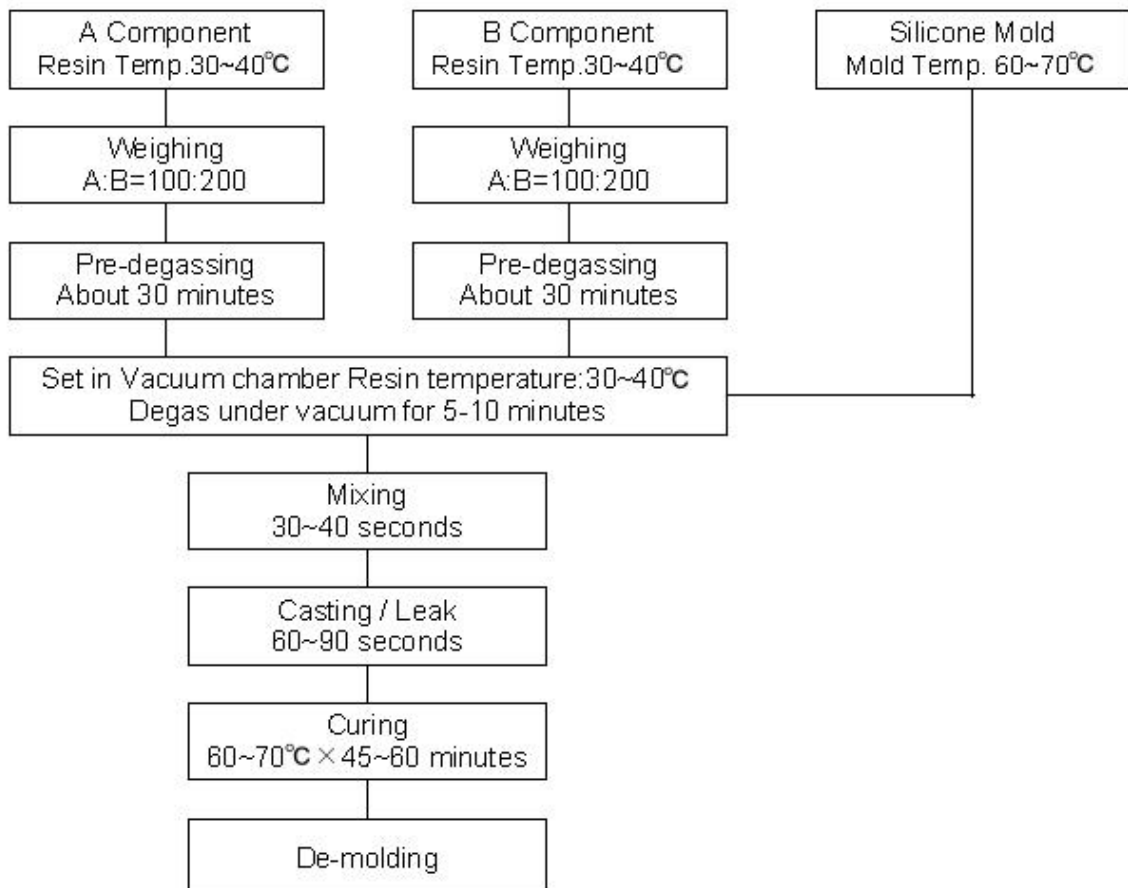 A Component
Resin Temp.30~40℃
B Component
Resin Temp.30~40℃
Silicone Mold
Mold Temp. 60~70℃
Weighing
A:B=100:200
Weighing
A:B=100:200
Pre-degassing
About 30 minutes
Pre-degassing
About 30 minutes
Set in Vacuum chamber Resin temperature:30~40℃
Degas under vacuum for 5-10 minutes
Mixing
30~40 seconds
Casting / Leak
60~90 seconds
Curing
60~70℃×45~60 minutes
De-molding